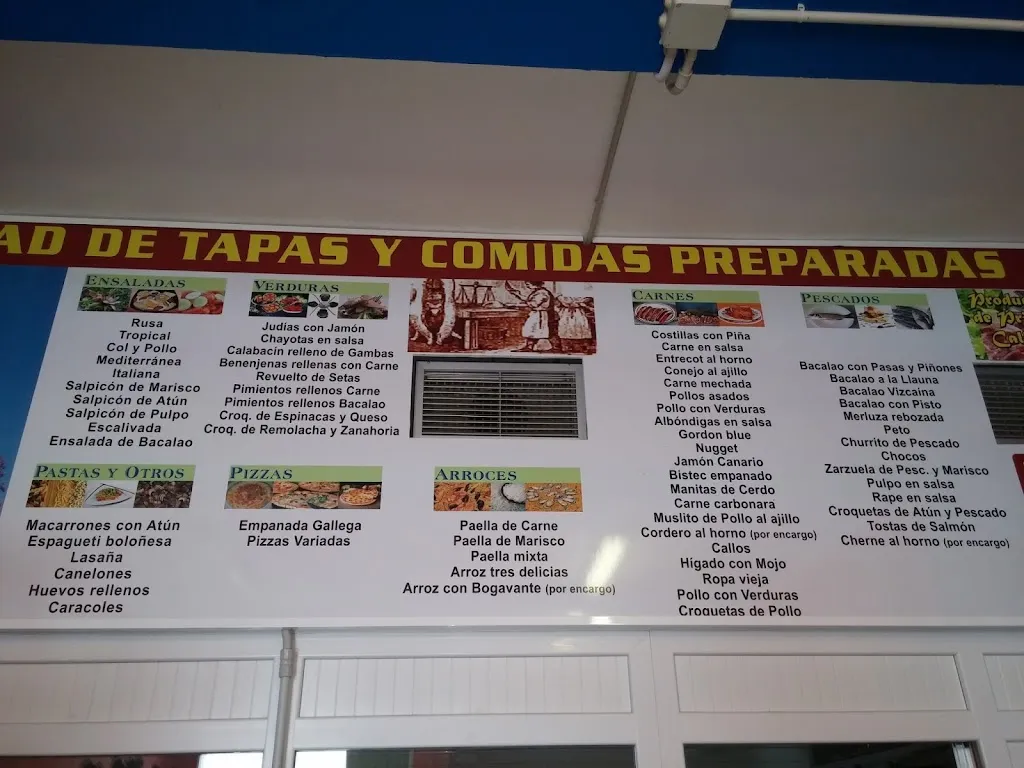 AD DE TAPAS Y COMIDAS PREPARADAS
ENSALADAS
Rusa
Tropical
Col y Pollo
Mediterránea
Italiana
Salpicón de Marisco
Salpicón de Atún
Salpicón de Pulpo
Escalivada
Ensalada de Bacalao
VERDURAS
Judías con Jamón
Chayotas en salsa
Calabacín relleno de Gambas
Benenjenas rellenas con Carne
Revuelto de Setas
Pimientos rellenos Carne
Pimientos rellenos Bacalao
Croq. de Espinacas y Queso
Croq. de Remolacha y Zanahoria
PASTAS Y OTROS
Macarrones con Atún
Espagueti boloñesa
Lasaña
Canelones
Huevos rellenos
Caracoles
PIZZAS
Empanada Gallega
Pizzas Variadas
ARROCES
Paella de Carne
Paella de Marisco
Paella mixta
Arroz tres delicias
Arroz con Bogavante (por encargo)
CARNES
Costillas con Piña
Carne en salsa
Entrecot al horno
Conejo al ajillo
Carne mechada
Pollos asados
Pollo con Verduras
Albóndigas en salsa
Gordon blue
Nugget
Jamón Canario
Bistec empanado
Manitas de Cerdo
Carne carbonara
Muslito de Pollo al ajillo
Cordero al horno (por encargo)
Callos
Hígado con Mojo
Ropa vieja
Pollo con Verduras
Croquetas de Pollo
PESCADOS
Bacalao con Pasas y Piñones
Bacalao a la Llauna
Bacalao Vizcaina
Bacalao con Pisto
Merluza rebozada
Peto
Churrito de Pescado
Chocos
Zarzuela de Pesc. y Marisco
Pulpo en salsa
Rape en salsa
Croquetas de Atún y Pescado
Tostas de Salmón
Cherne al horno (por encargo)
Produ
de Pr
Cal